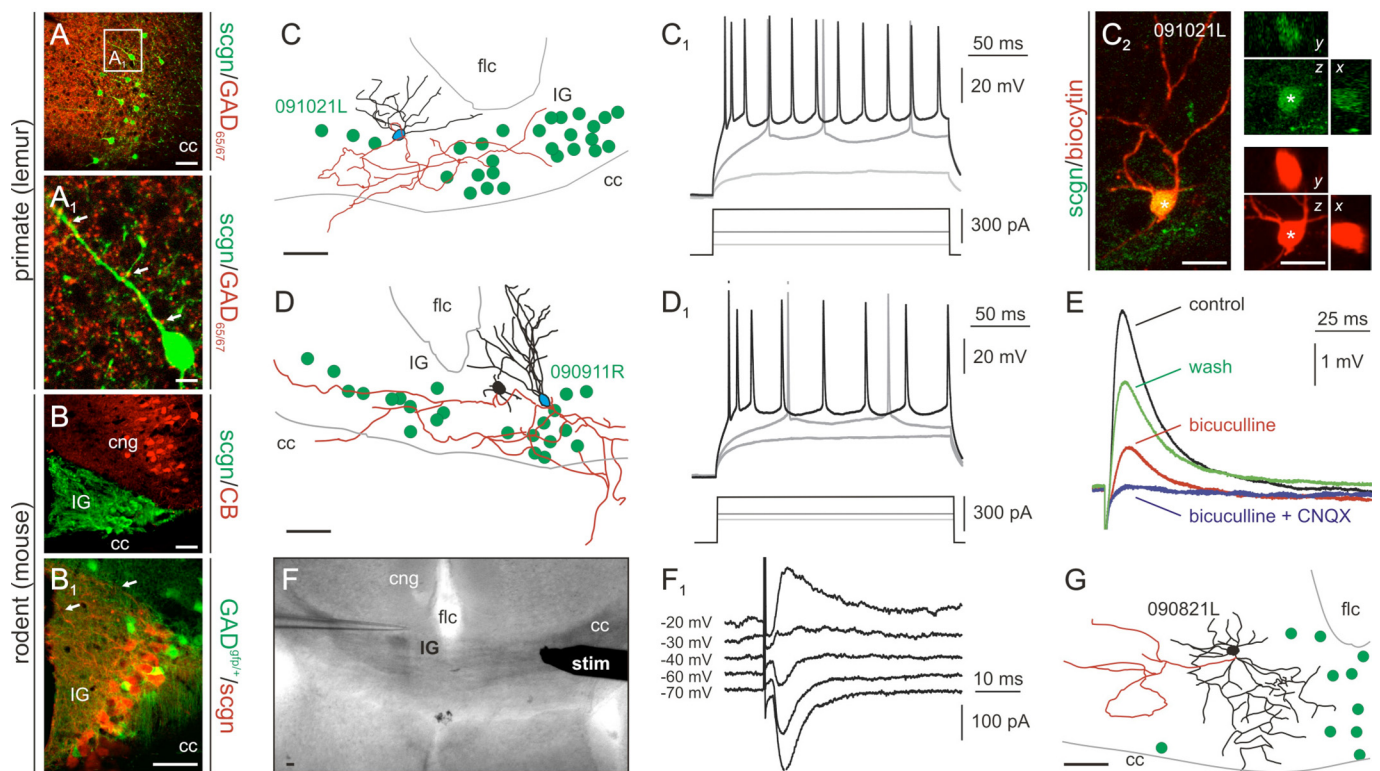 primate (lemur)
rodent (mouse)
A
A1
cc
scgn/GAD65/67
A1
scgn/GAD65/67
B
cng
IG
cc
scgn/CB
B1
IG
cc
GADgfp/+/scgn
C
flc
091021L
IG
cc
C1
50 ms
20 mV
300 pA
C2
091021L
scgn/biocytin
y
z
x
*
*
y
z
x
*
D
flc
IG
090911R
cc
D1
50 ms
20 mV
300 pA
E
control
25 ms
1 mV
wash
bicuculline
bicuculline + CNQX
F
cng
flc
cc
IG
stim
F1
-20 mV
-30 mV
-40 mV
-60 mV
-70 mV
10 ms
100 pA
G
090821L
flc
cc